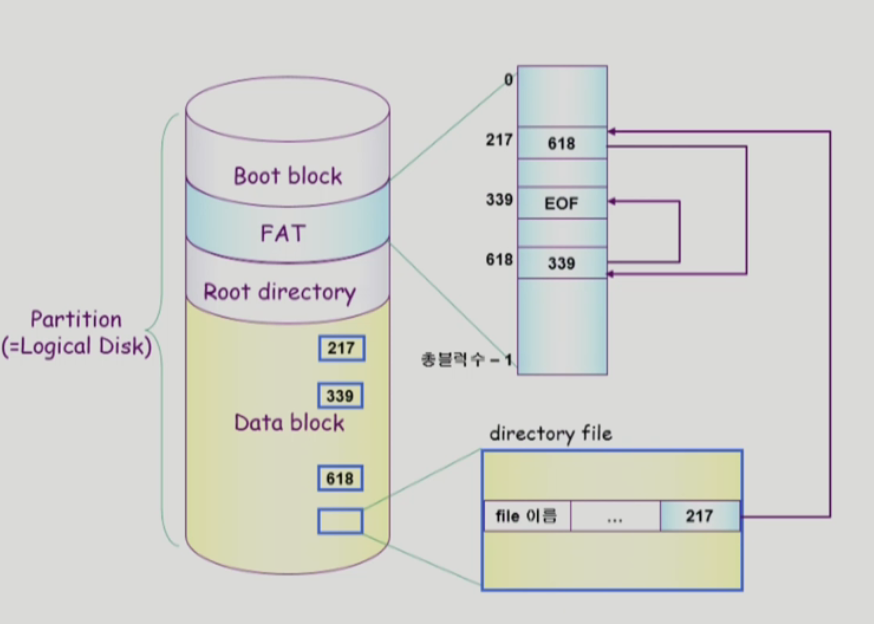 Boot block
FAT
Root directory
Partition
(=Logical Disk)
217
339
Data block
618
0
217
618
339
EOF
618
339
총블럭수 – 1
directory file
file 이름
...
217